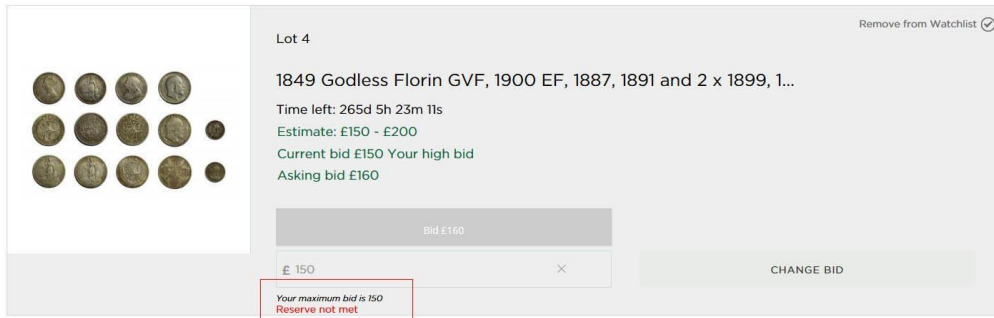 Remove from Watchlist
Lot 4
1849 Godless Florin GVF, 1900 EF, 1887, 1891 and 2 x 1899, 1...
Time left: 265d 5h 23m 11s
Estimate: £150 - £200
Current bid £150 Your high bid
Asking bid £160
Bid £160
£ 150
CHANGE BID
Your maximum bid is 150
Reserve not met